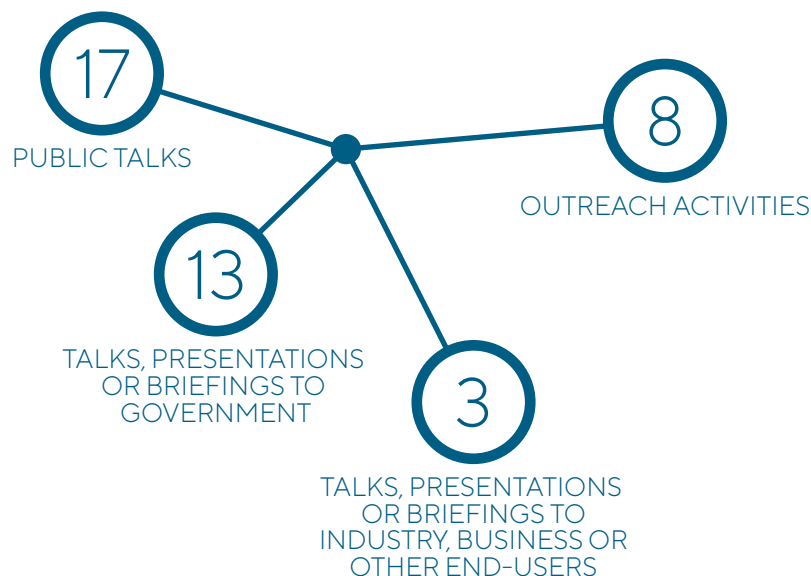 17
PUBLIC TALKS
8
OUTREACH ACTIVITIES
13
TALKS, PRESENTATIONS
OR BRIEFINGS TO
GOVERNMENT
3
TALKS, PRESENTATIONS
OR BRIEFINGS TO
INDUSTRY, BUSINESS OR
OTHER END-USERS